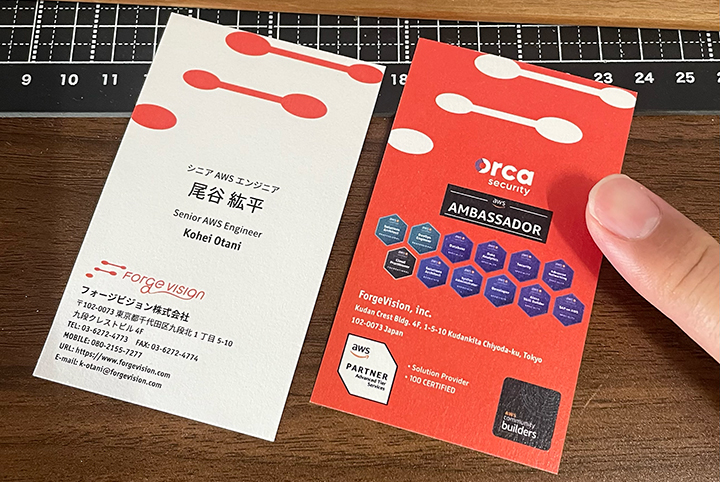 9 10 11 18 23 24 25
シニア AWS エンジニア
尾谷 紘平
Senior AWS Engineer
Kohei Otani
Forge vision
フォージビジョン株式会社
〒102-0073 東京都千代田区九段北 1 丁目 5-10
九段クレストビル 4F
TEL: 03-6272-4773 FAX: 03-6272-4774
MOBILE: 080-2155-7277
URL: https://www.forgevision.com
E-mail: k-otani@forgevision.com
orca
security
aws
AMBASSADOR
ForgeVision, inc.
Kudan Crest Bldg. 4F, 1-5-10 Kudankita Chiyoda-ku, Tokyo
102-0073 Japan
aws
PARTNER
Advanced Tier
Services
・Solution Provider
・100 CERTIFIED
aws
community
builders